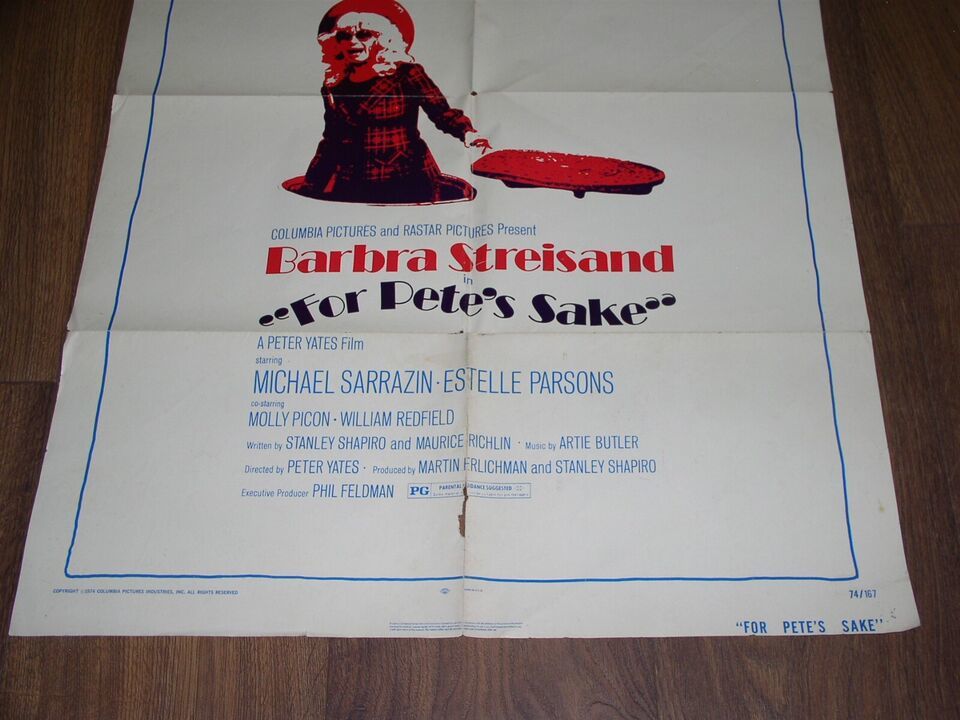 COLUMBIA PICTURES and RASTAR PICTURES Present
Barbra Streisand
in
"For Pete's Sake"
A PETER YATES Film
starring
MICHAEL SARRAZIN · ESTELLE PARSONS
co-starring
MOLLY PICON · WILLIAM REDFIELD
Written by STANLEY SHAPIRO and MAURICE RICHLIN · Music by ARTIE BUTLER
Directed by PETER YATES · Produced by MARTIN ERLICHMAN and STANLEY SHAPIRO
Executive Producer PHIL FELDMAN PG PARENTAL GUIDANCE SUGGESTED
COPYRIGHT ©1974 COLUMBIA PICTURES INDUSTRIES, INC. ALL RIGHTS RESERVED
74/167
"FOR PETE'S SAKE"